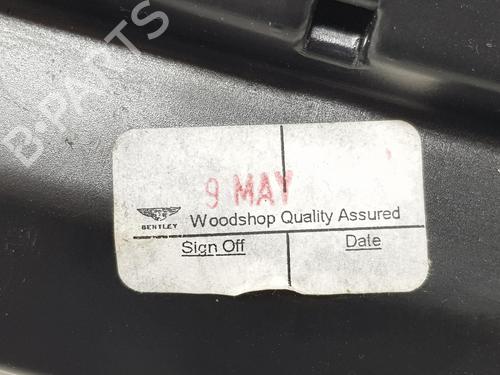 B-PARTS
9 MAY
BENTLEY
Woodshop Quality Assured
Sign Off
Date